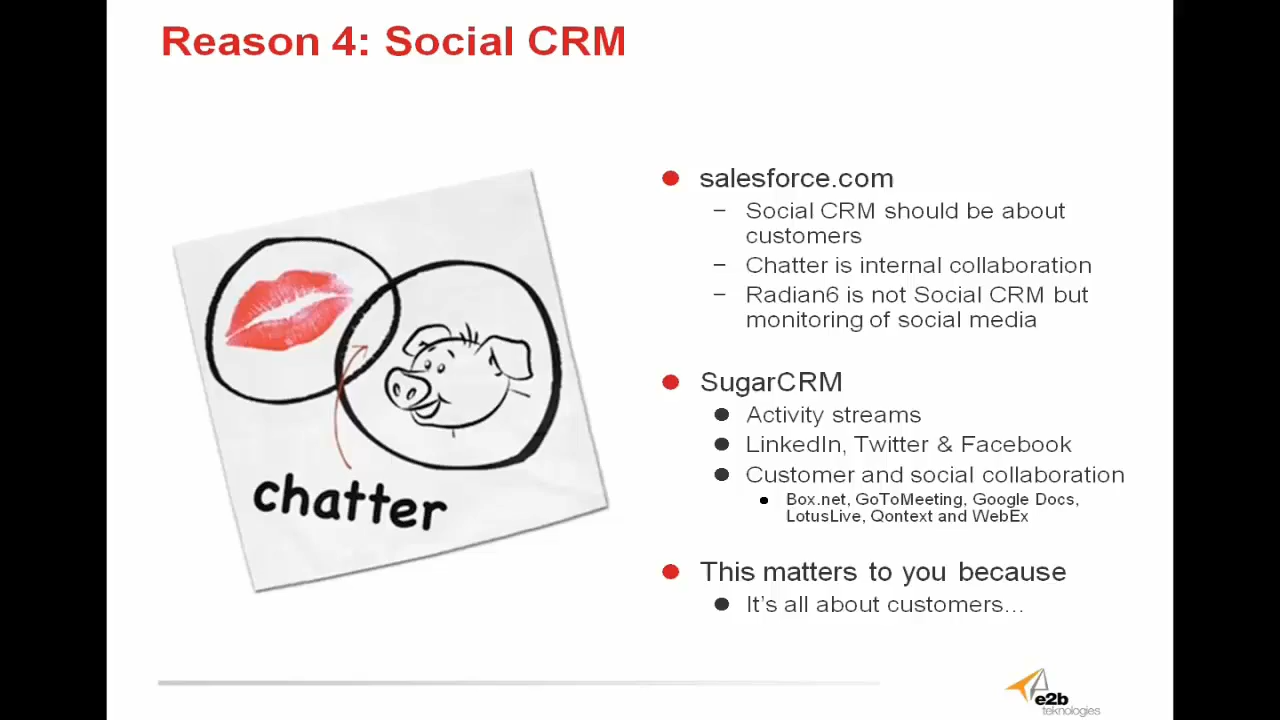 Reason 4: Social CRM
chatter
salesforce.com
– Social CRM should be about
customers
– Chatter is internal collaboration
– Radian6 is not Social CRM but
monitoring of social media
SugarCRM
Activity streams
LinkedIn, Twitter & Facebook
Customer and social collaboration
Box.net, GoToMeeting, Google Docs,
LotusLive, Qontext and WebEx
This matters to you because
It’s all about customers…
e2b
teknologies